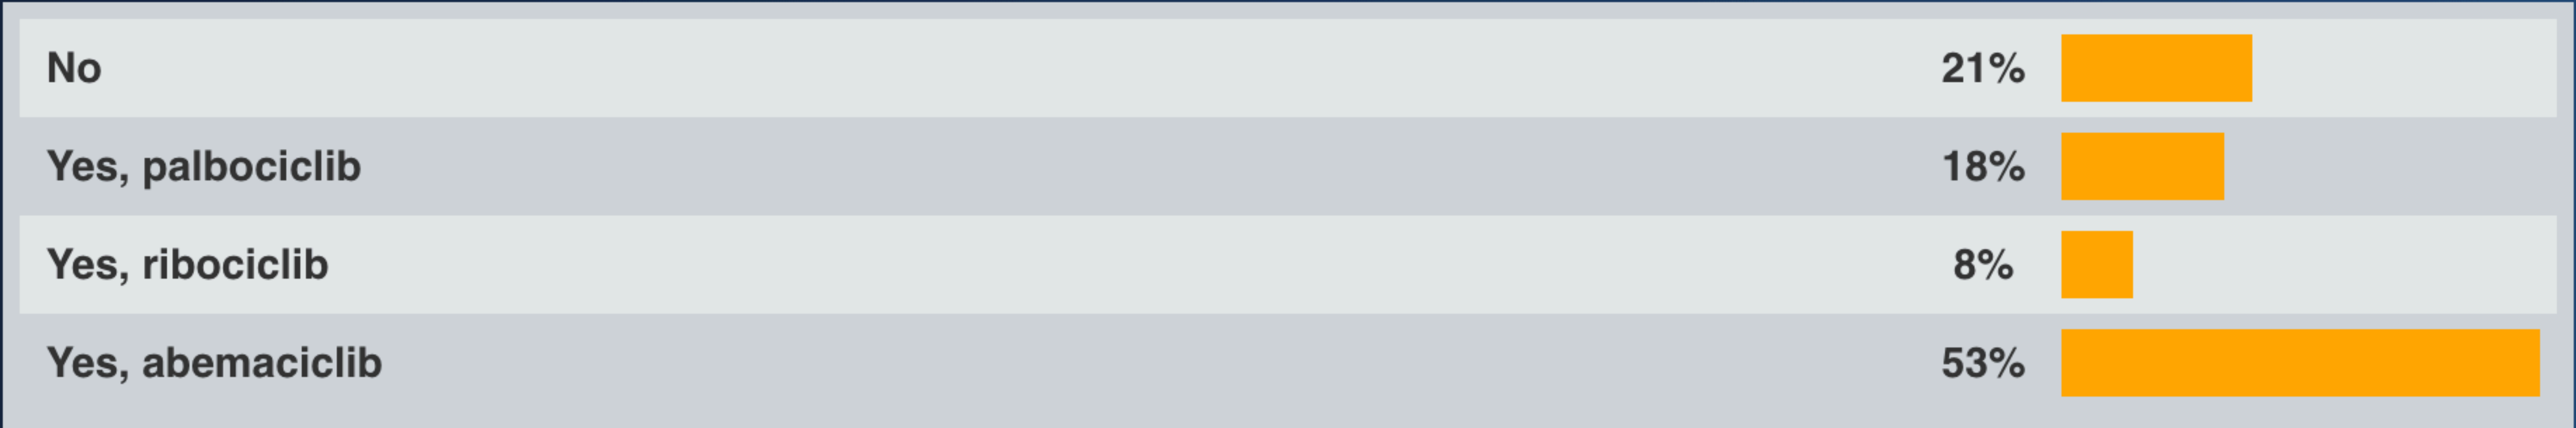 No 21%
Yes, palbociclib 18%
Yes, ribociclib 8%
Yes, abemaciclib 53%